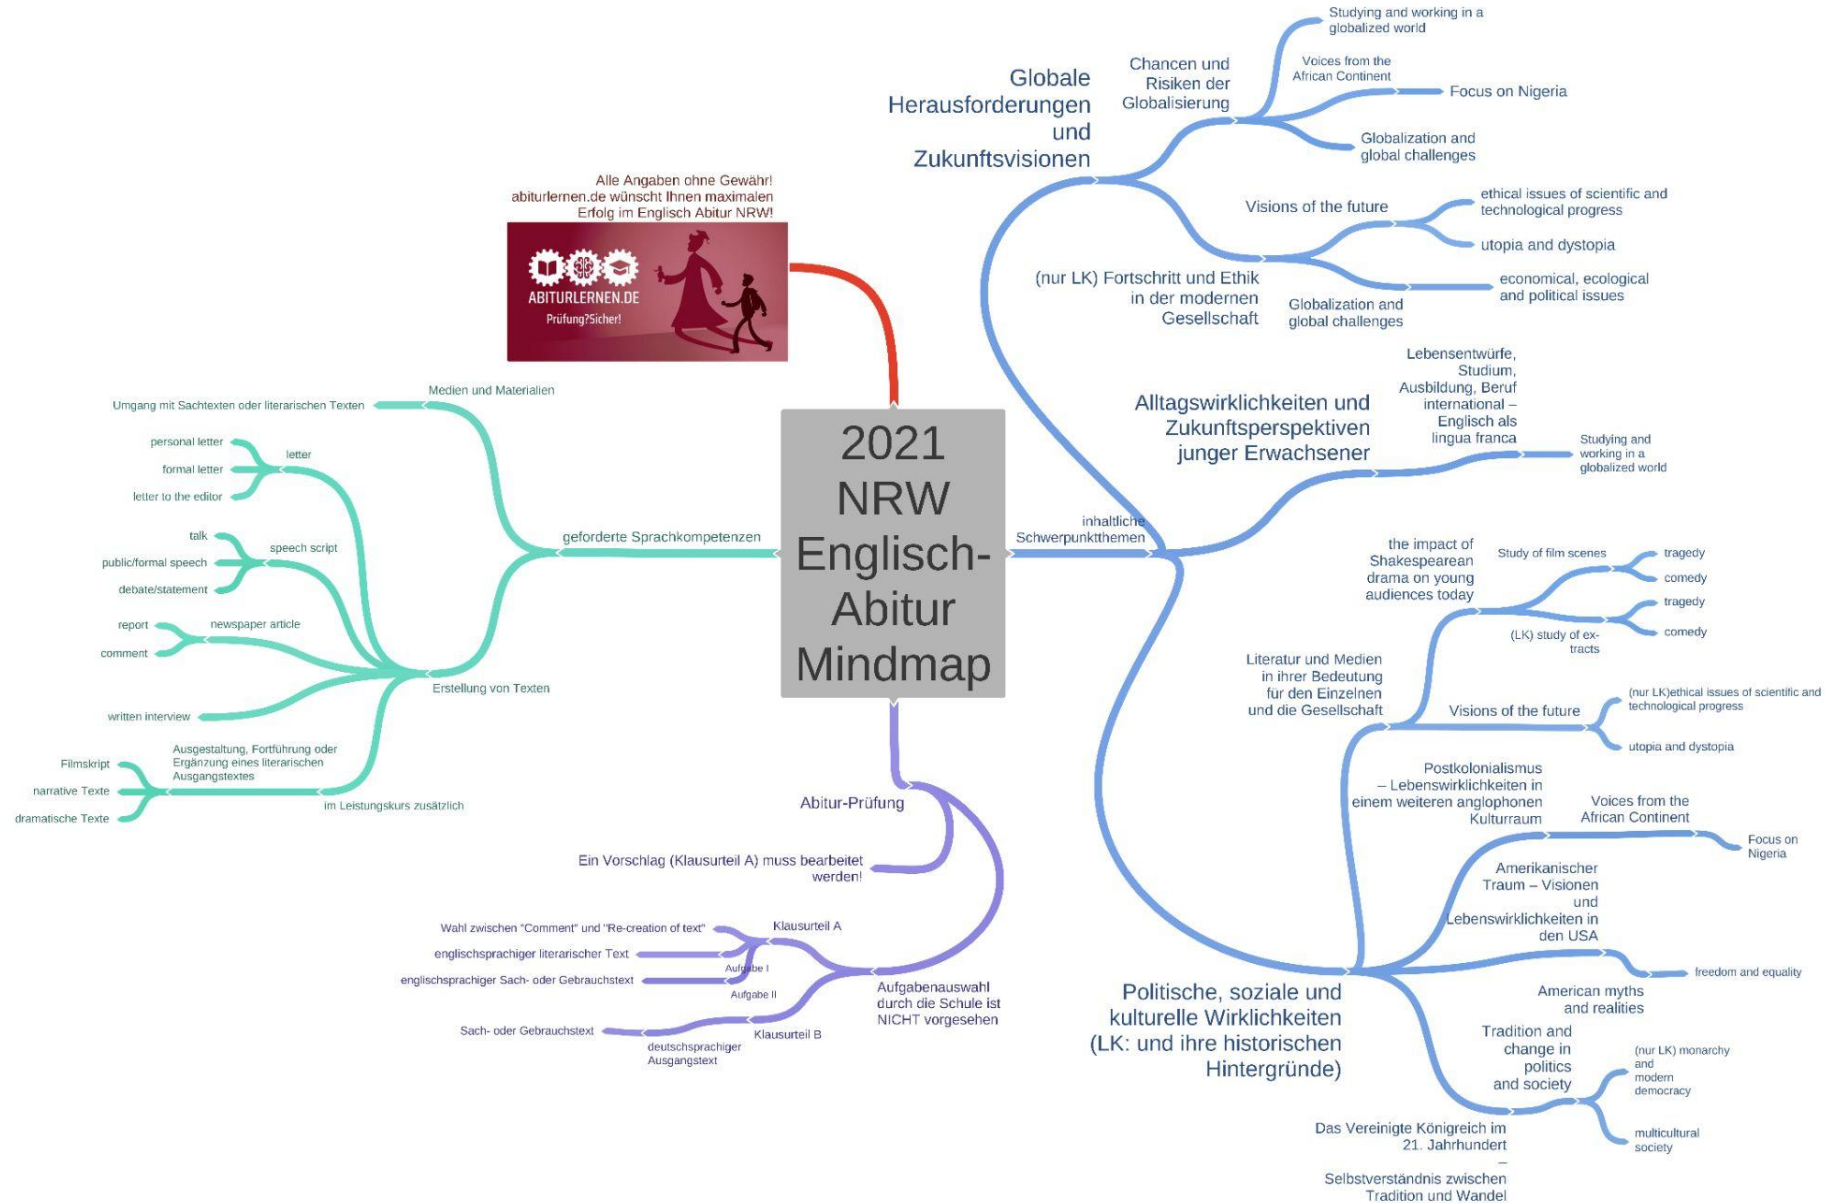 Alle Angaben ohne Gewähr!
abiturlernen.de wünscht Ihnen maximalen
Erfolg im Englisch Abitur NRW!
ABITURLERNEN.DE
Prüfung?Sicher!
2021
NRW
Englisch-
Abitur
Mindmap
geforderte Sprachkompetenzen
Medien und Materialien
Umgang mit Sachtexten oder literarischen Texten
Erstellung von Texten
letter
personal letter
formal letter
letter to the editor
speech script
talk
public/formal speech
debate/statement
newspaper article
report
comment
written interview
im Leistungskurs zusätzlich
Ausgestaltung, Fortführung oder
Ergänzung eines literarischen
Ausgangstextes
Filmskript
narrative Texte
dramatische Texte
Abitur-Prüfung
Ein Vorschlag (Klausurteil A) muss bearbeitet
werden!
Aufgabenauswahl
durch die Schule ist
NICHT vorgesehen
Klausurteil A
Wahl zwischen "Comment" und "Re-creation of text"
englischsprachiger literarischer Text
Aufgabe I
englischsprachiger Sach- oder Gebrauchstext
Aufgabe II
Klausurteil B
deutschsprachiger
Ausgangstext
Sach- oder Gebrauchstext
inhaltliche
Schwerpunktthemen
Globale
Herausforderungen
und
Zukunftsvisionen
Chancen und
Risiken der
Globalisierung
Studying and working in a
globalized world
Voices from the
African Continent
Focus on Nigeria
Globalization and
global challenges
(nur LK) Fortschritt und Ethik
in der modernen
Gesellschaft
Visions of the future
ethical issues of scientific and
technological progress
utopia and dystopia
Globalization and
global challenges
economical, ecological
and political issues
Alltagswirklichkeiten und
Zukunftsperspektiven
junger Erwachsener
Lebensentwürfe,
Studium,
Ausbildung, Beruf
international –
Englisch als
lingua franca
Studying and
working in a
globalized world
Politische, soziale und
kulturelle Wirklichkeiten
(LK: und ihre historischen
Hintergründe)
Literatur und Medien
in ihrer Bedeutung
für den Einzelnen
und die Gesellschaft
the impact of
Shakespearean
drama on young
audiences today
Study of film scenes
tragedy
comedy
(LK) study of ex-
tracts
tragedy
comedy
Visions of the future
(nur LK)ethical issues of scientific and
technological progress
utopia and dystopia
Postkolonialismus
– Lebenswirklichkeiten in
einem weiteren anglophonen
Kulturraum
Voices from the
African Continent
Focus on
Nigeria
Amerikanischer
Traum – Visionen
und
Lebenswirklichkeiten in
den USA
American myths
and realities
freedom and equality
Das Vereinigte Königreich im
21. Jahrhundert
–
Selbstverständnis zwischen
Tradition und Wandel
Tradition and
change in
politics
and society
(nur LK) monarchy
and
modern
democracy
multicultural
society